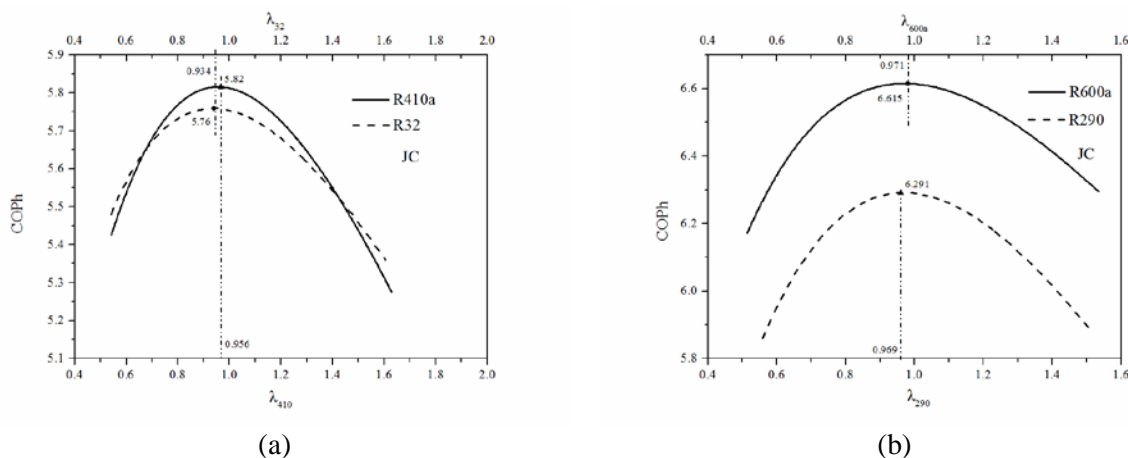 λ32
0.4 0.6 0.8 1.0 1.2 1.4 1.6 1.8 2.0
5.9
5.8
5.7
5.6
5.5
5.4
5.3
5.2
5.1
COPh
0.934
5.82
5.76
R410a
R32
JC
0.956
0.4 0.6 0.8 1.0 1.2 1.4 1.6 1.8 2.0
λ410
(a)
λ600a
0.4 0.6 0.8 1.0 1.2 1.4 1.6
6.6
6.4
6.2
6.0
5.8
COPh
0.971
6.615
R600a
R290
JC
6.291
0.969
0.4 0.6 0.8 1.0 1.2 1.4 1.6
λ290
(b)